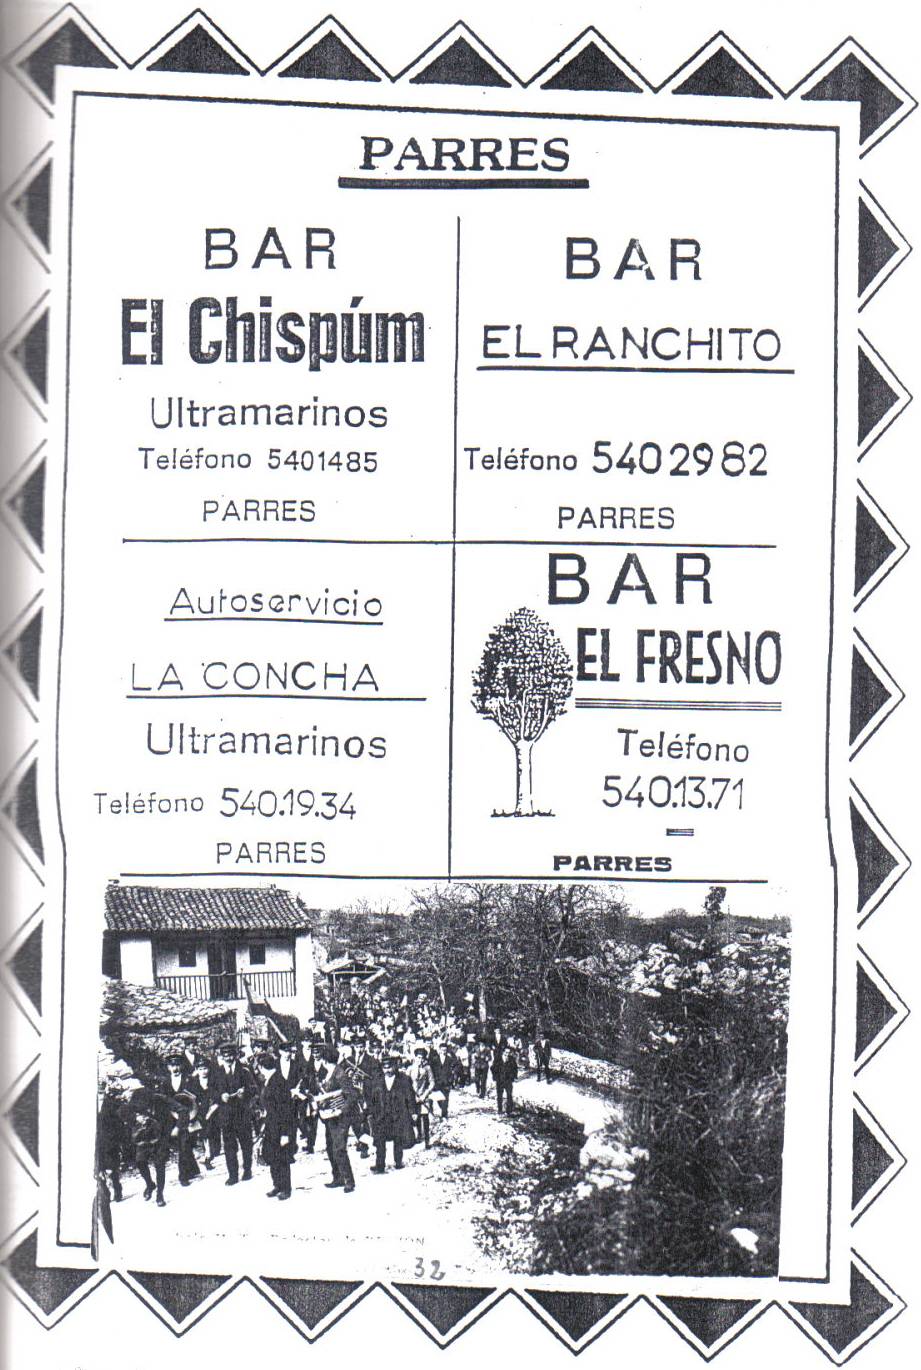 PARRES
BAR
El Chispúm
Ultramarinos
Teléfono 5401485
PARRES
BAR
EL RANCHITO
Teléfono 5402982
PARRES
Autoservicio
LA CONCHA
Ultramarinos
Teléfono 540.19.34
PARRES
BAR
EL FRESNO
Teléfono
540.13.71
PARRES
32